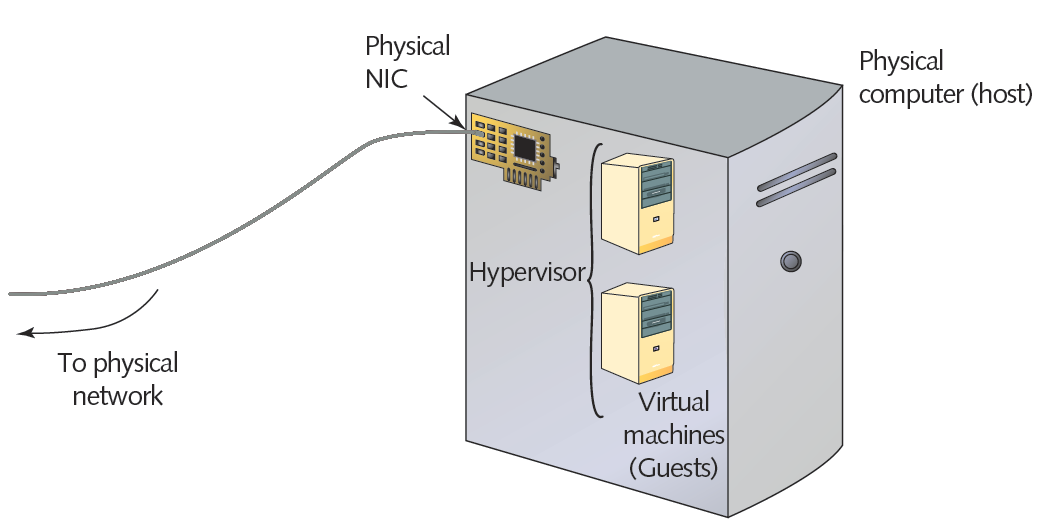 Physical
NIC
Physical
computer (host)
Hypervisor
To physical
network
Virtual
machines
(Guests)